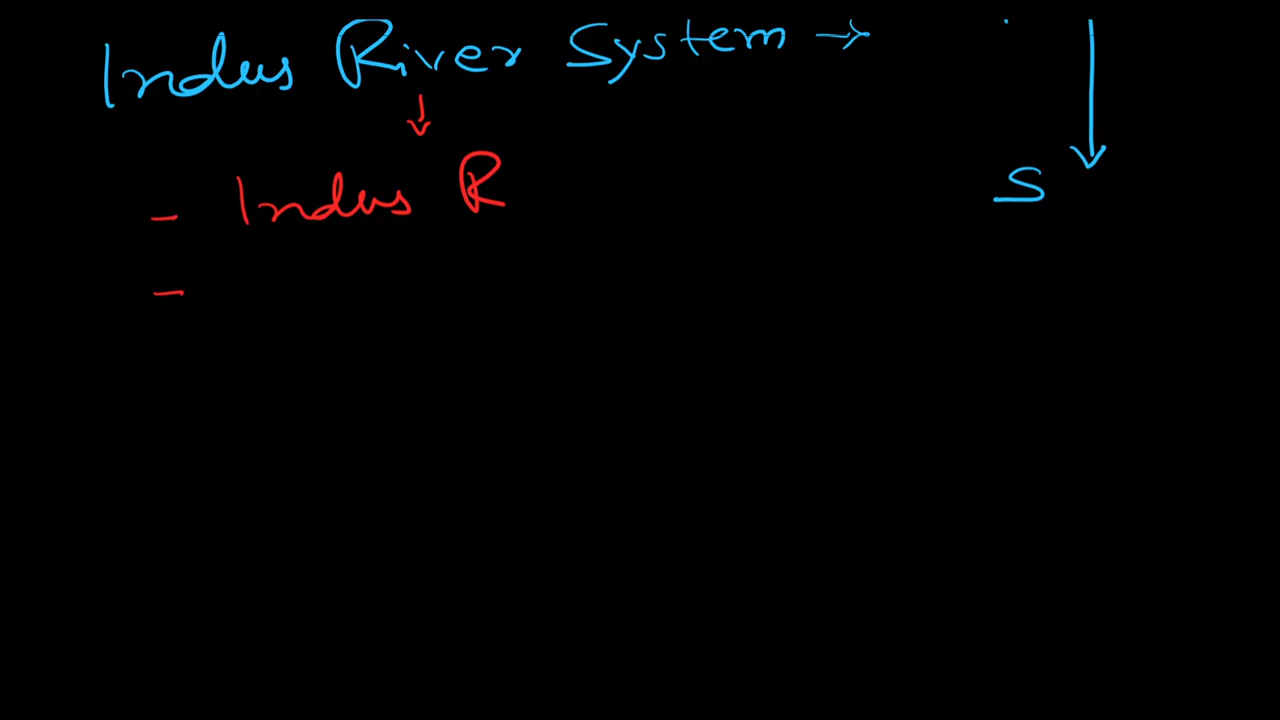 Indus River System →
↓
- Indus R
-
S